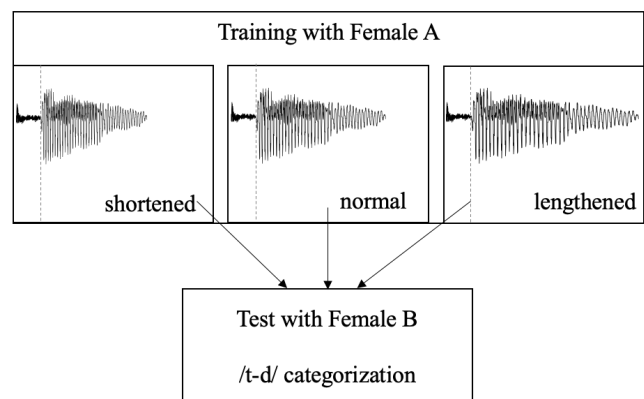 Training with Female A
shortened
normal
lengthened
Test with Female B
/t-d/ categorization